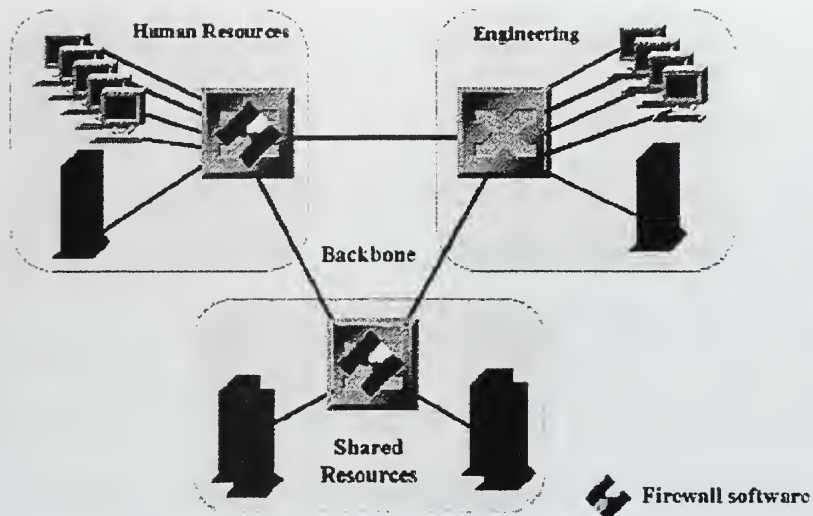 Human Resources
Engineering
Backbone
Shared
Resources
Firewall software